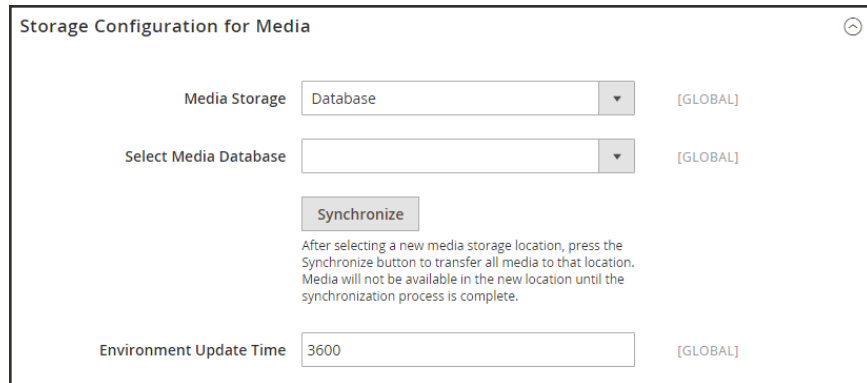 Storage Configuration for Media
Media Storage Database [GLOBAL]
Select Media Database [GLOBAL]
Synchronize
After selecting a new media storage location, press the
Synchronize button to transfer all media to that location.
Media will not be available in the new location until the
synchronization process is complete.
Environment Update Time 3600 [GLOBAL]